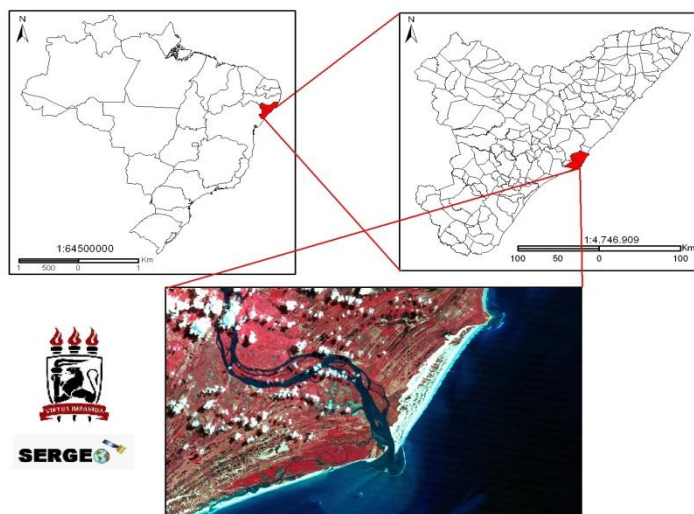 N
1:64500000
Km
1 500 0 1
N
1:4.746.909
Km
100 50 0 100
VIRTUS IMPAVIDA
SERGEO